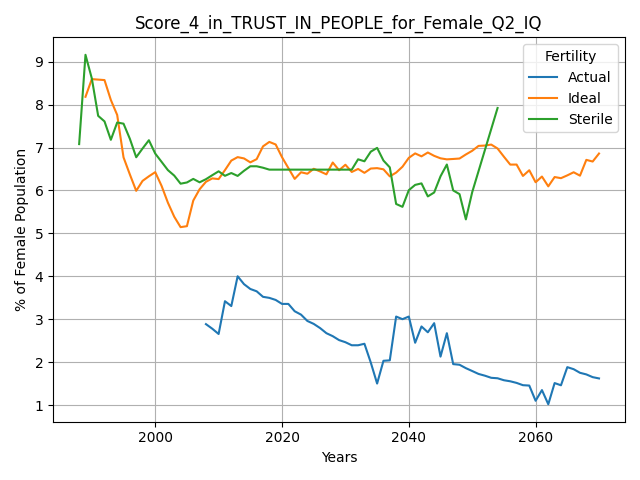 Score_4_in_TRUST_IN_PEOPLE_for_Female_Q2_IQ
Fertility
Actual
Ideal
Sterile
% of Female Population
9
8
7
6
5
4
3
2
1
2000 2020 2040 2060
Years